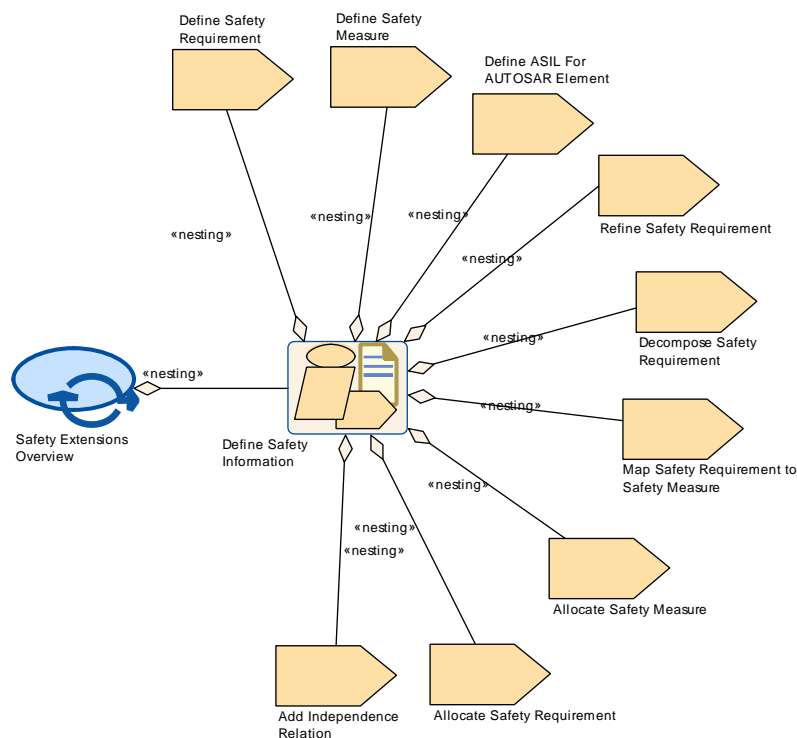 Define Safety
Requirement
Define Safety
Measure
Define ASIL For
AUTOSAR Element
«nesting»
«nesting»
«nesting»
Refine Safety Requirement
«nesting»
«nesting»
Decompose Safety
Requirement
«nesting»
Safety Extensions
Overview
Define Safety
Information
«nesting»
Map Safety Requirement to
Safety Measure
«nesting»
«nesting»
«nesting»
Allocate Safety Measure
Add Independence
Relation
Allocate Safety Requirement